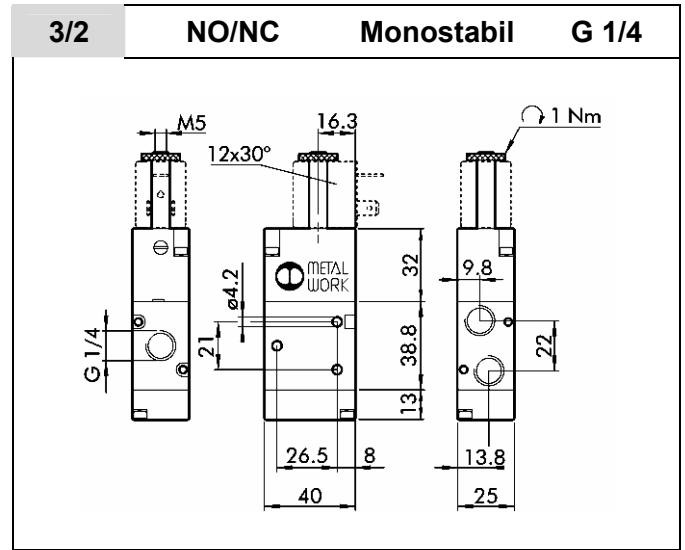 3/2 NO/NC Monostabil G 1/4
M5
16.3
1 Nm
12x30°
METAL
WORK
32
9.8
ø4.2
G 1/4
21
38.8
22
13
26.5
8
13.8
40
25